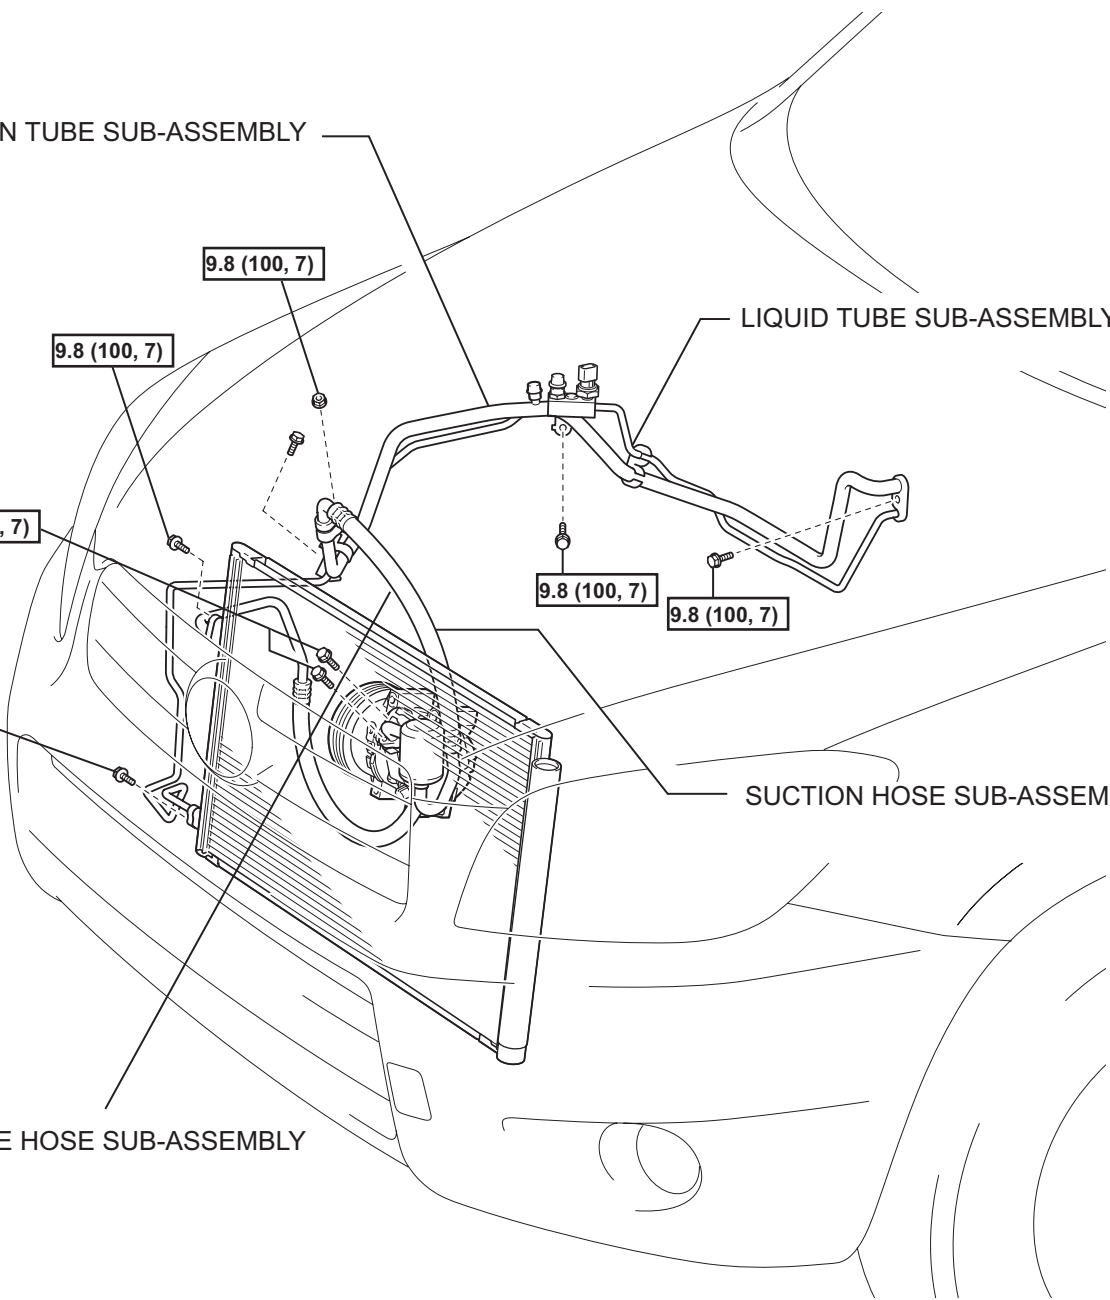 N TUBE SUB-ASSEMBLY
9.8 (100, 7)
LIQUID TUBE SUB-ASSEMBLY
9.8 (100, 7)
, 7)
9.8 (100, 7)
9.8 (100, 7)
SUCTION HOSE SUB-ASSEM
E HOSE SUB-ASSEMBLY